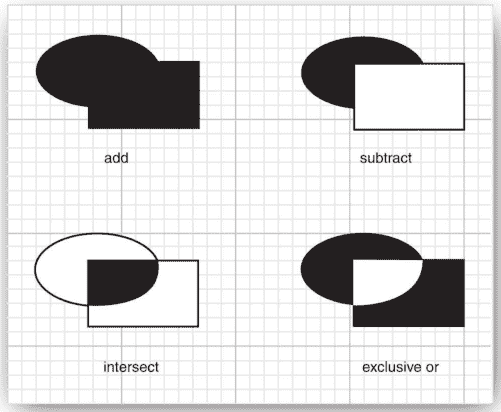 add
subtract
intersect
exclusive or